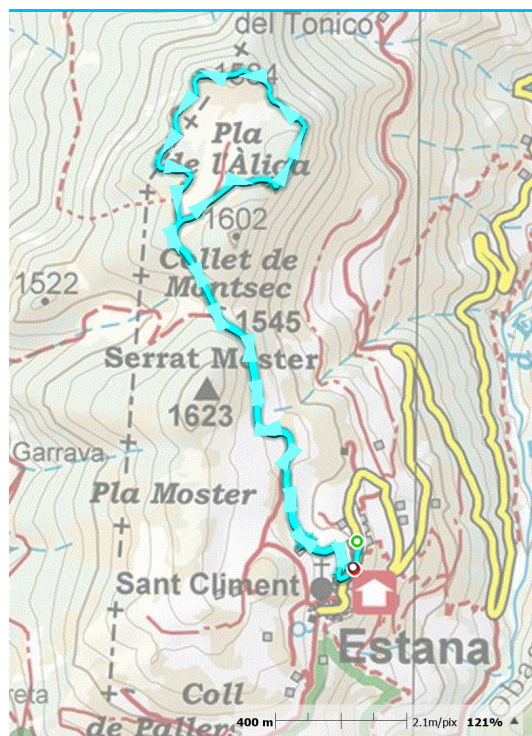 del Tonico
1584
Pla
de l'Àliga
1602
Collet de
Montsec
1522
1545
Serrat Moster
1623
Garrava
Pla Moster
Sant Climent
Estana
Coll
de Pallers
400 m
2.1m/pix
121%